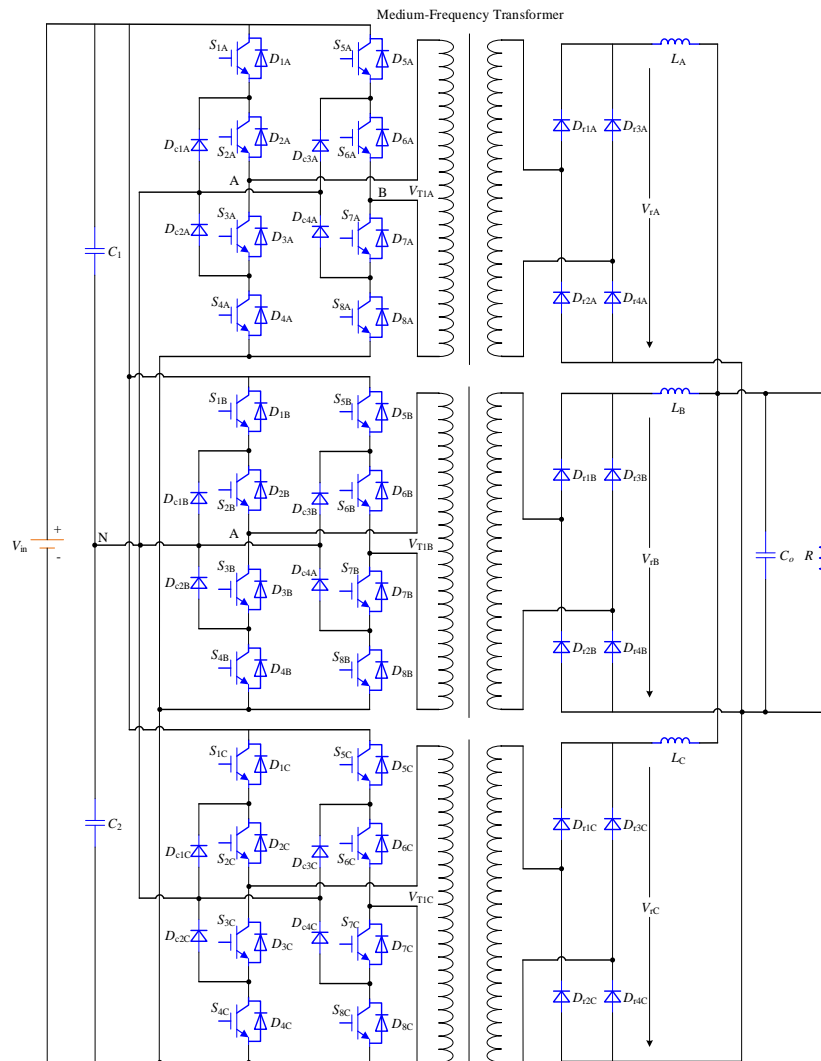 Medium-Frequency Transformer
S1A D1A S5A D5A LA
Dc1A S2A D2A Dc3A S6A D6A Dr1A Dr3A
A B VT1A VrA
C1 Dc2A S3A D3A Dc4A S7A D7A
S4A D4A S8A D8A Dr2A Dr4A
S1B D1B S5B D5B LB
Dc1B S2B D2B Dc3B S6B D6B Dr1B Dr3B
Vin + - N A VT1B VrB Co R
Dc2B S3B D3B Dc4A S7B D7B
S4B D4B S8B D8B Dr2B Dr4B
S1C D1C S5C D5C LC
C2 Dc1C S2C D2C Dc3C S6C D6C Dr1C Dr3C
VT1C VrC
Dc2C S3C D3C Dc4C S7C D7C
S4C D4C S8C D8C Dr2C Dr4C